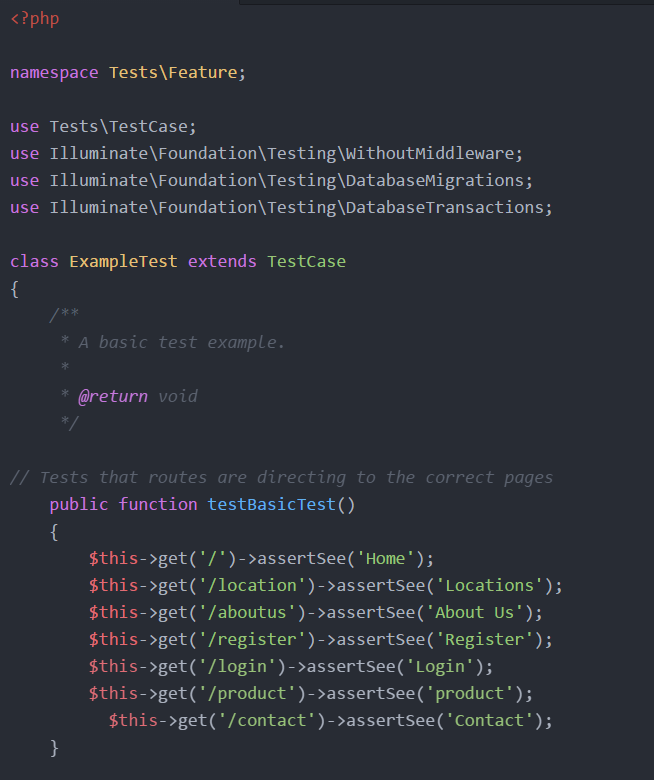 <?php
namespace Tests\Feature;
use Tests\TestCase;
use Illuminate\Foundation\Testing\WithoutMiddleware;
use Illuminate\Foundation\Testing\DatabaseMigrations;
use Illuminate\Foundation\Testing\DatabaseTransactions;
class ExampleTest extends TestCase
{
/**
* A basic test example.
*
* @return void
*/
// Tests that routes are directing to the correct pages
public function testBasicTest()
{
$this->get('/')->assertSee('Home');
$this->get('/location')->assertSee('Locations');
$this->get('/aboutus')->assertSee('About Us');
$this->get('/register')->assertSee('Register');
$this->get('/login')->assertSee('Login');
$this->get('/product')->assertSee('product');
$this->get('/contact')->assertSee('Contact');
}